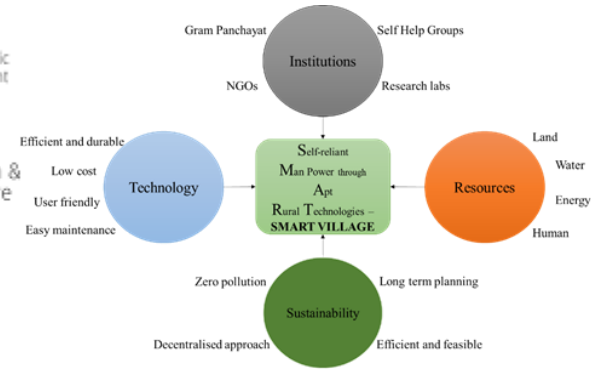 Gram Panchayat
Self Help Groups
Institutions
NGOs
Research labs
Efficient and durable
Low cost
User friendly
Easy maintenance
Technology
Self-reliant
Man Power through
Apt
Rural Technologies –
SMART VILLAGE
Land
Water
Energy
Human
Resources
Zero pollution
Long term planning
Sustainability
Decentralised approach
Efficient and feasible
&